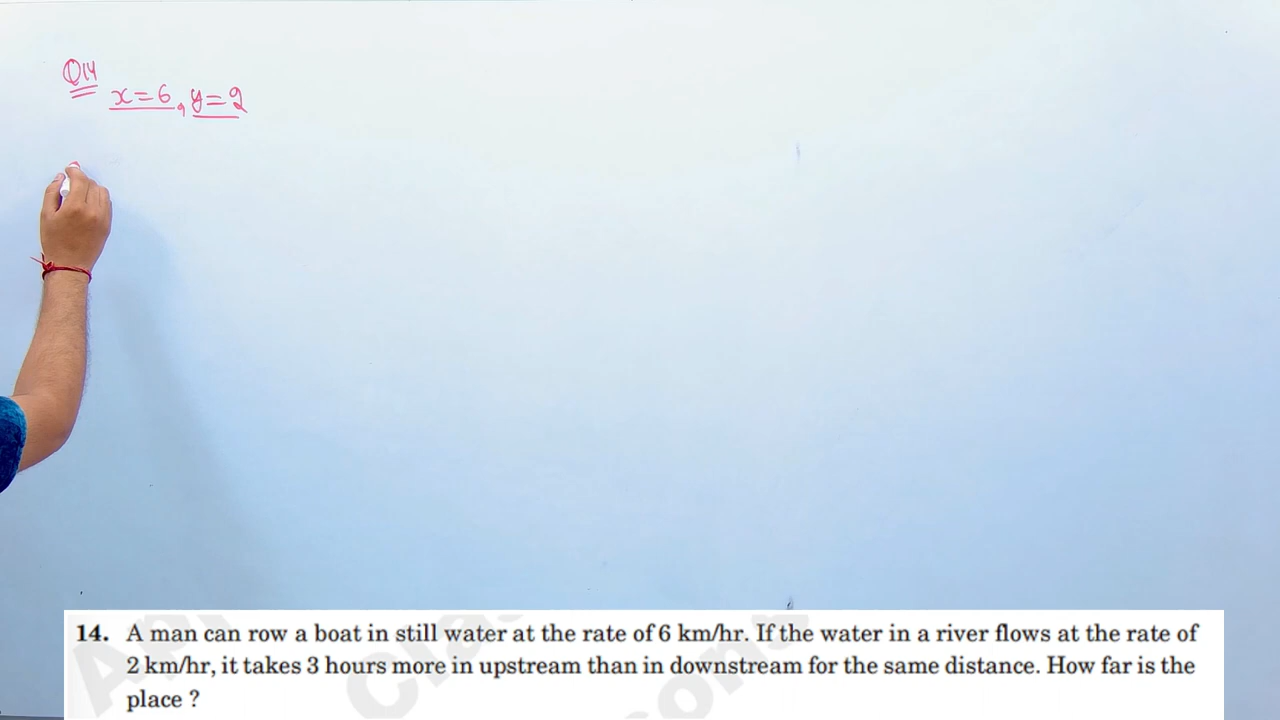 Q14
x=6, y=2
14. A man can row a boat in still water at the rate of 6 km/hr. If the water in a river flows at the rate of
2 km/hr, it takes 3 hours more in upstream than in downstream for the same distance. How far is the
place ?